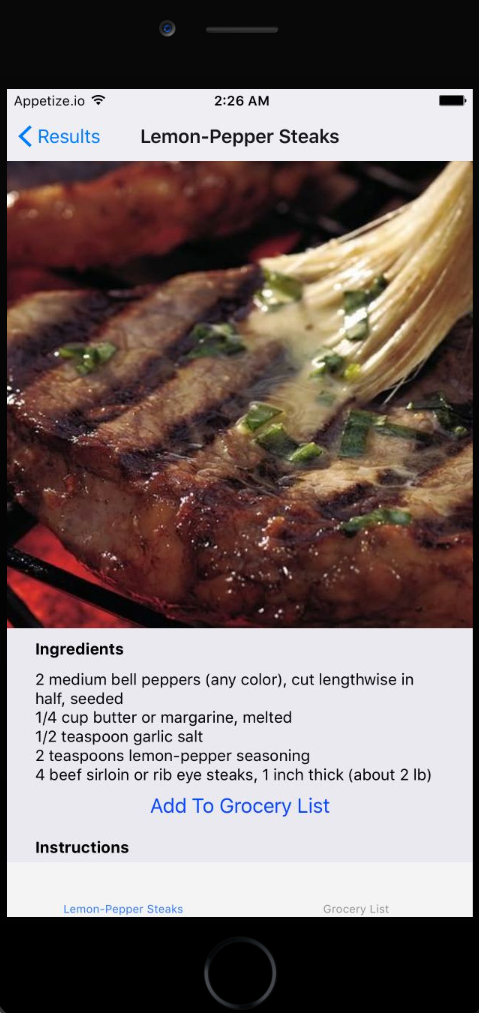 Appetize.io 2:26 AM
Results Lemon-Pepper Steaks
Ingredients
2 medium bell peppers (any color), cut lengthwise in
half, seeded
1/4 cup butter or margarine, melted
1/2 teaspoon garlic salt
2 teaspoons lemon-pepper seasoning
4 beef sirloin or rib eye steaks, 1 inch thick (about 2 lb)
Add To Grocery List
Instructions
Lemon-Pepper Steaks Grocery List